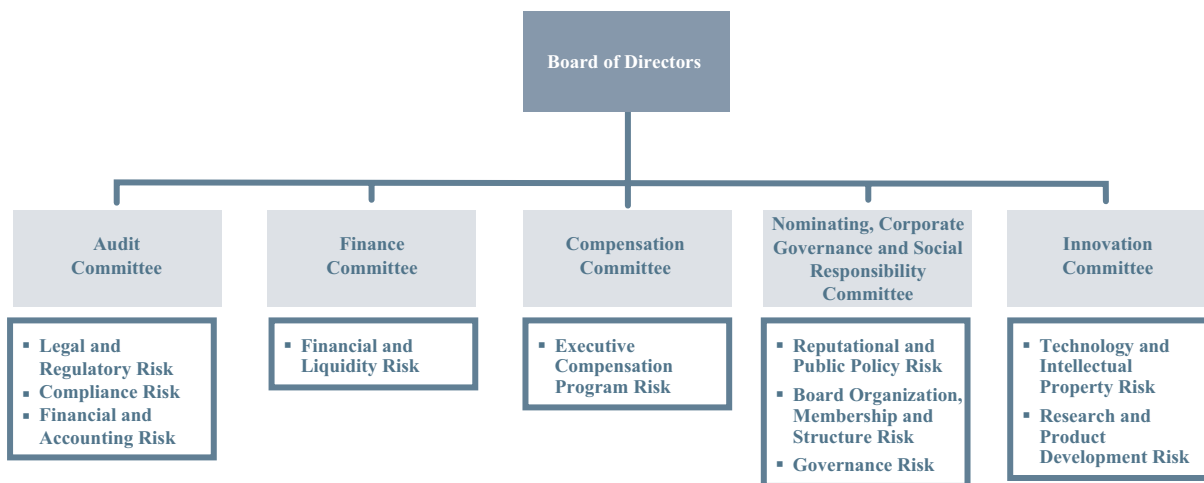 Board of Directors
Audit
Committee
▪ Legal and
Regulatory Risk
▪ Compliance Risk
▪ Financial and
Accounting Risk
Finance
Committee
▪ Financial and
Liquidity Risk
Compensation
Committee
▪ Executive
Compensation
Program Risk
Nominating, Corporate
Governance and Social
Responsibility
Committee
▪ Reputational and
Public Policy Risk
▪ Board Organization,
Membership and
Structure Risk
▪ Governance Risk
Innovation
Committee
▪ Technology and
Intellectual
Property Risk
▪ Research and
Product
Development Risk